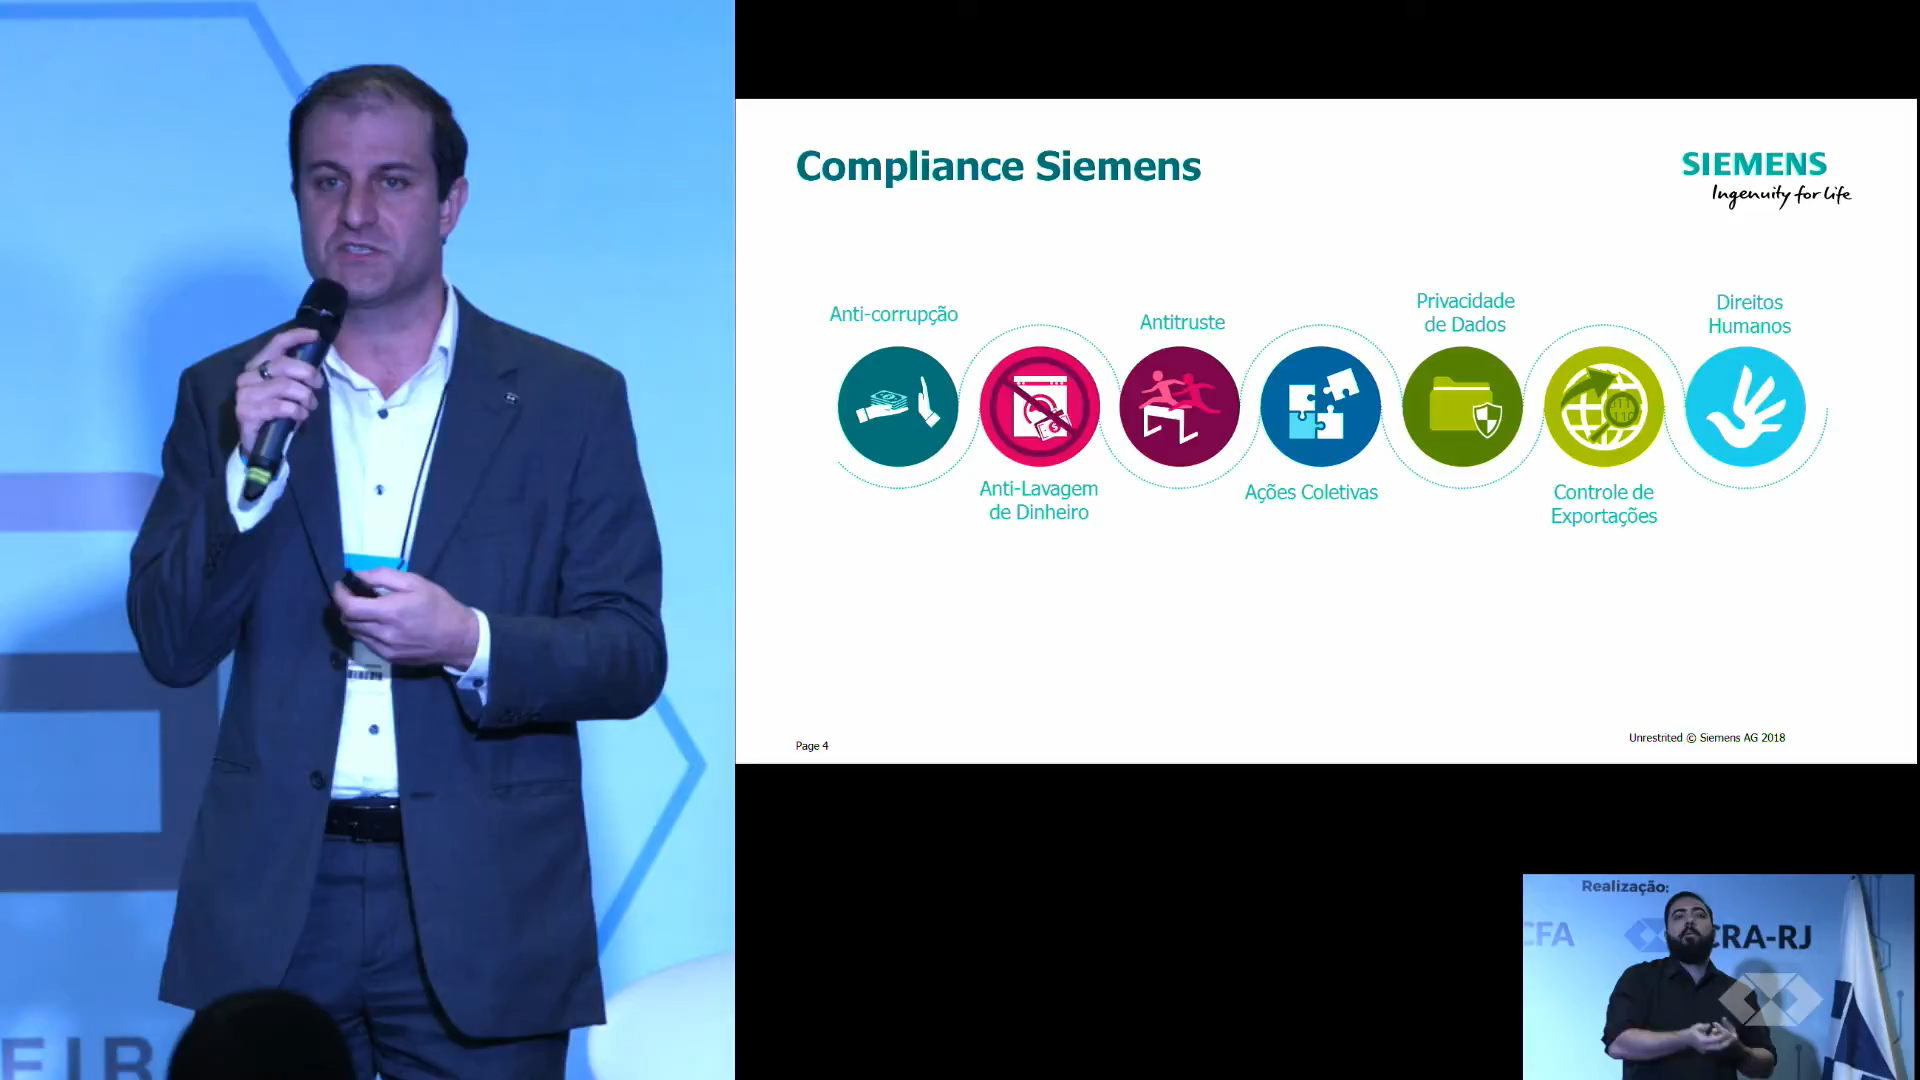 Compliance Siemens
SIEMENS
Ingenuity for life
Anti-corrupção
Anti-Lavagem
de Dinheiro
Antitruste
Ações Coletivas
Privacidade
de Dados
Controle de
Exportações
Direitos
Humanos
Page 4
Unrestrited © Siemens AG 2018
Realização:
CFA
CRA-RJ
EIR